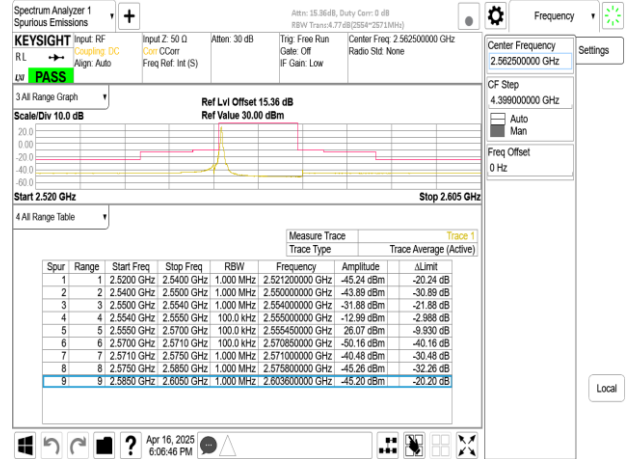 Spectrum Analyzer 1
Spurious Emissions
Attn: 15.36dB, Duty Corr: 0 dB
RBW Trans:4.77dB(2554~2571MHz)
Frequency
KEYSIGHT
RL
LNI PASS
Input: RF
Coupling: DC
Align: Auto
Input Z: 50 Ω
Corr CCorr
Freq Ref: Int (S)
Atten: 30 dB
Trig: Free Run
Gate: Off
IF Gain: Low
Center Freq: 2.562500000 GHz
Radio Std: None
Center Frequency
2.562500000 GHz
Settings
CF Step
4.399000000 GHz
Auto
Man
Freq Offset
0 Hz
3 All Range Graph
Scale/Div 10.0 dB
Ref Lvl Offset 15.36 dB
Ref Value 30.00 dBm
20.0
0.00
-20.0
-40.0
-60.0
Start 2.520 GHz
Stop 2.605 GHz
4 All Range Table
Measure Trace Trace 1
Trace Type Trace Average (Active)
Spur Range Start Freq Stop Freq RBW Frequency Amplitude ΔLimit
1 1 2.5200 GHz 2.5400 GHz 1.000 MHz 2.521200000 GHz -45.24 dBm -20.24 dB
2 2 2.5400 GHz 2.5500 GHz 1.000 MHz 2.550000000 GHz -43.89 dBm -30.89 dB
3 3 2.5500 GHz 2.5540 GHz 1.000 MHz 2.554000000 GHz -31.88 dBm -21.88 dB
4 4 2.5540 GHz 2.5550 GHz 100.0 kHz 2.555000000 GHz -12.99 dBm -2.988 dB
5 5 2.5550 GHz 2.5700 GHz 100.0 kHz 2.555450000 GHz 26.07 dBm -9.930 dB
6 6 2.5700 GHz 2.5710 GHz 100.0 kHz 2.570850000 GHz -50.16 dBm -40.16 dB
7 7 2.5710 GHz 2.5750 GHz 1.000 MHz 2.571000000 GHz -40.48 dBm -30.48 dB
8 8 2.5750 GHz 2.5850 GHz 1.000 MHz 2.575800000 GHz -45.26 dBm -32.26 dB
9 9 2.5850 GHz 2.6050 GHz 1.000 MHz 2.603600000 GHz -45.20 dBm -20.20 dB
Local
?
Apr 16, 2025
6:06:46 PM